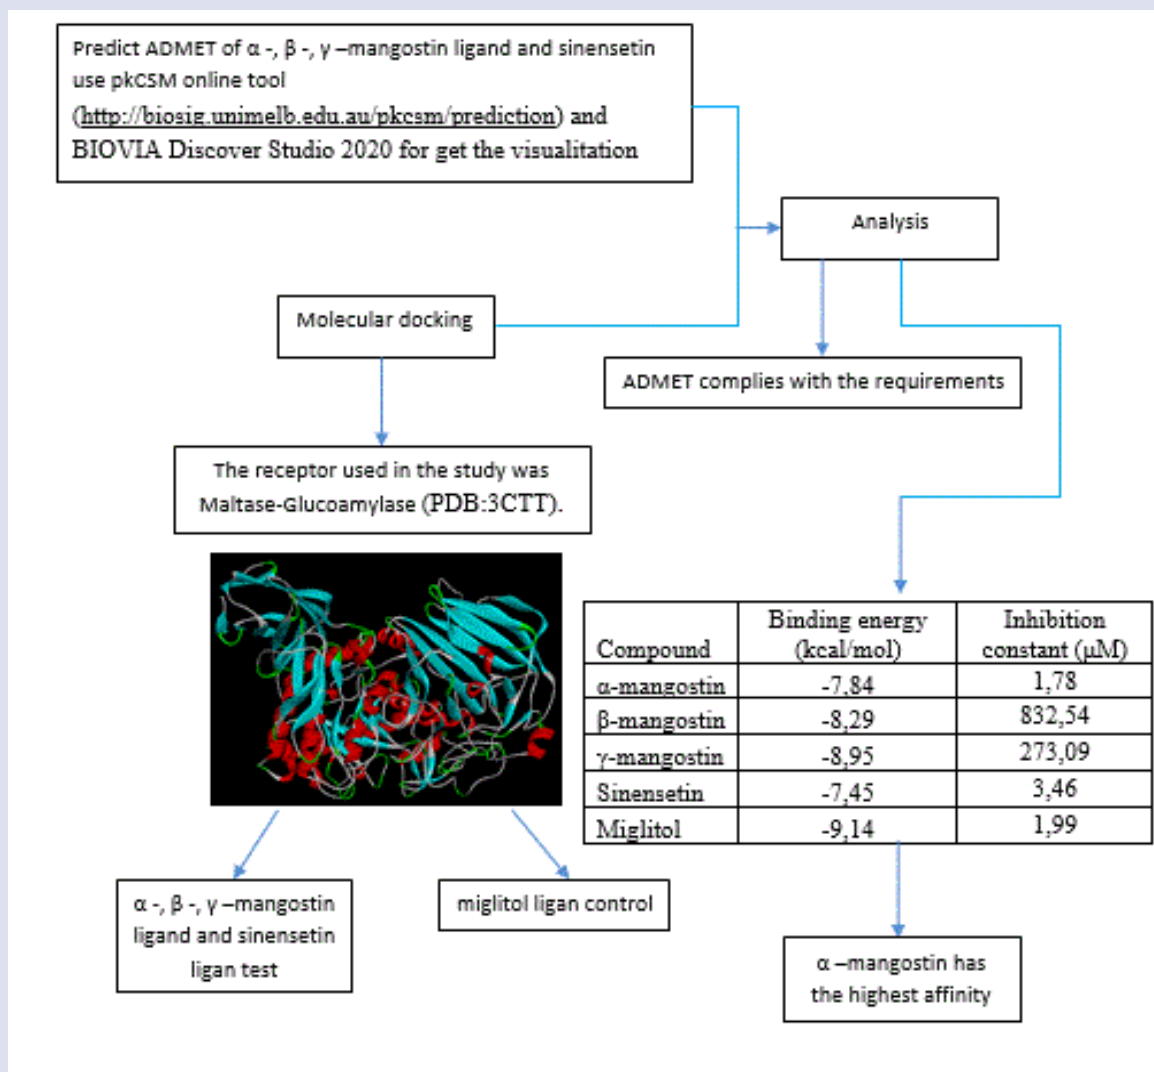 Predict ADMET of α -, β -, γ –mangostin ligand and sinensetin
use pkCSM online tool
(http://biosig.unimelb.edu.au/pkcsm/prediction) and
BIOVIA Discover Studio 2020 for get the visualitation
Analysis
Molecular docking
ADMET complies with the requirements
The receptor used in the study was
Maltase-Glucoamylase (PDB:3CTT).
Compound Binding energy (kcal/mol) Inhibition constant (µM)
α-mangostin -7,84 1,78
β-mangostin -8,29 832,54
γ-mangostin -8,95 273,09
Sinensetin -7,45 3,46
Miglitol -9,14 1,99
α -, β -, γ –mangostin
ligand and sinensetin
ligan test
miglitol ligan control
α –mangostin has
the highest affinity